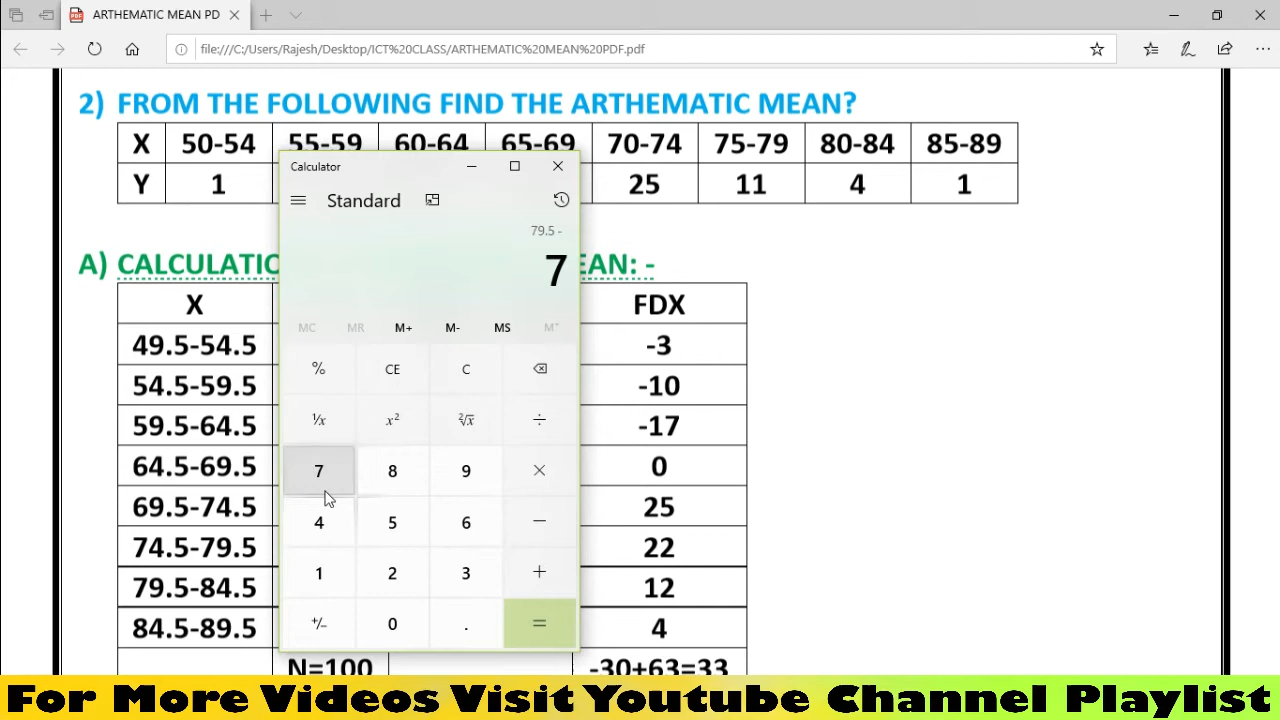 ARTHEMATIC MEAN PD
file:///C:/Users/Rajesh/Desktop/ICT%20CLASS/ARTHEMATIC%20MEAN%20PDF.pdf
2) FROM THE FOLLOWING FIND THE ARTHEMATIC MEAN?
X 50-54 55-59 60-64 65-69 70-74 75-79 80-84 85-89
Y 1 25 11 4 1
Calculator
Standard
79.5 -
7
MC MR M+ M- MS M˅
% CE C
¹/x x² ²√x ÷
7 8 9 ×
4 5 6 −
1 2 3 +
+/− 0 . =
A) CALCULATIO EAN: -
X FDX
49.5-54.5 -3
54.5-59.5 -10
59.5-64.5 -17
64.5-69.5 0
69.5-74.5 25
74.5-79.5 22
79.5-84.5 12
84.5-89.5 4
N=100 -30+63=33
For More Videos Visit Youtube Channel Playlist